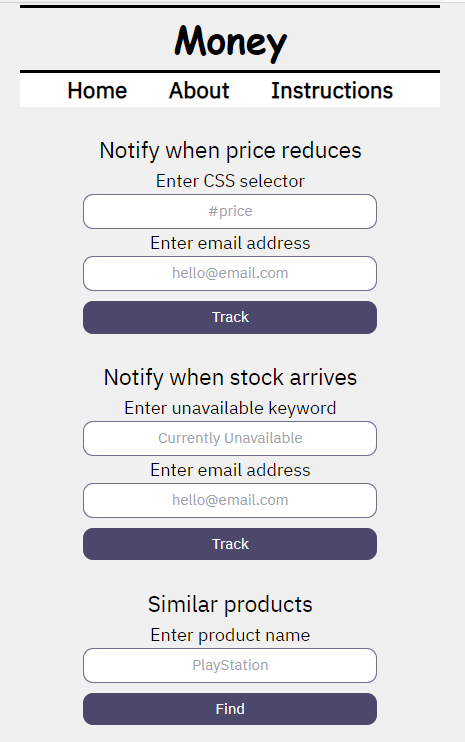 Money
Home About Instructions
Notify when price reduces
Enter CSS selector
#price
Enter email address
hello@email.com
Track
Notify when stock arrives
Enter unavailable keyword
Currently Unavailable
Enter email address
hello@email.com
Track
Similar products
Enter product name
PlayStation
Find